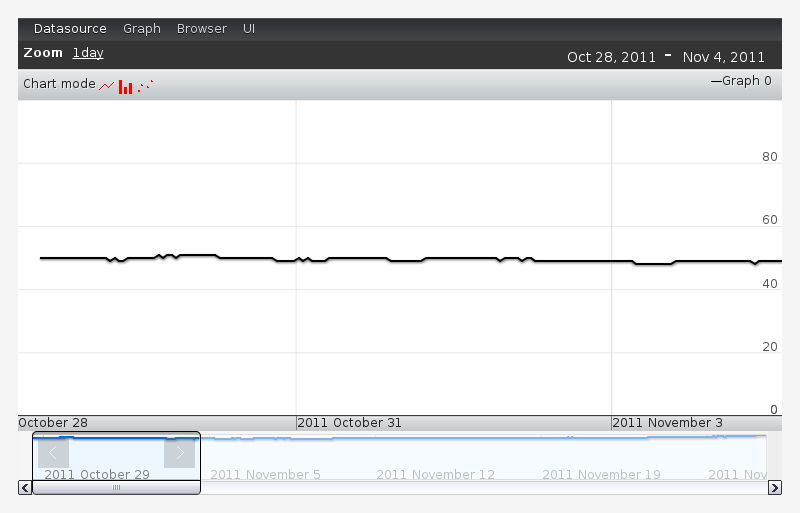 Datasource Graph Browser UI
Zoom 1day Oct 28, 2011 - Nov 4, 2011
Chart mode Graph 0
80
60
40
20
0
October 28 2011 October 31 2011 November 3
2011 October 29 2011 November 5 2011 November 12 2011 November 19 2011 Nov